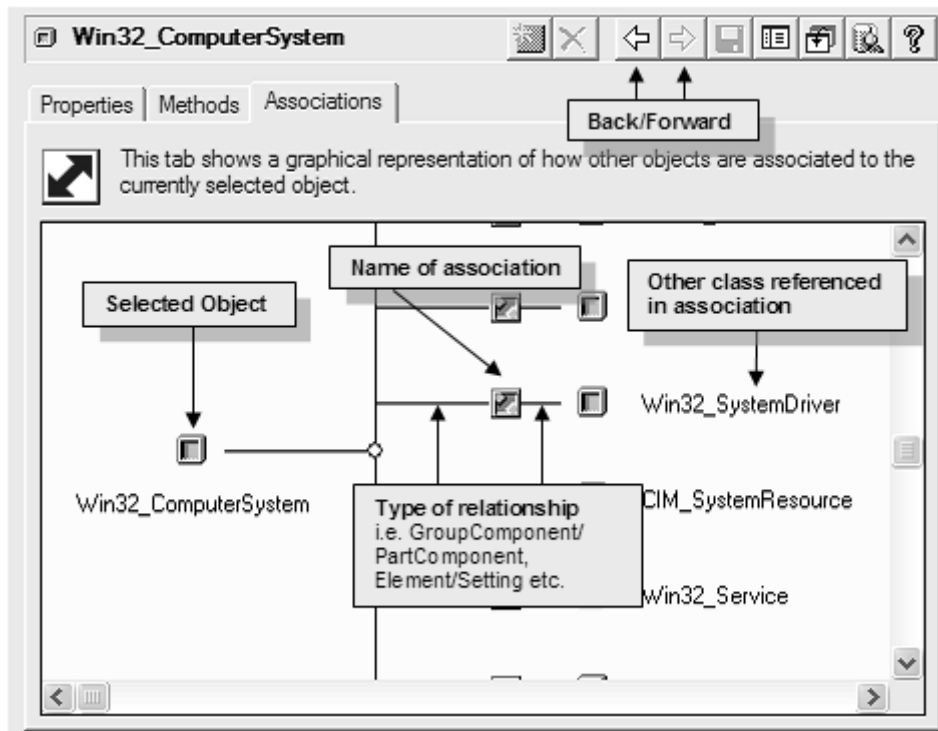 Win32_ComputerSystem
Back/Forward
Properties
Methods
Associations
This tab shows a graphical representation of how other objects are associated to the
currently selected object.
Name of association
Other class referenced
in association
Selected Object
Win32_SystemDriver
Win32_ComputerSystem
Type of relationship
i.e. GroupComponent/
PartComponent,
Element/Setting etc.
CIM_SystemResource
Win32_Service